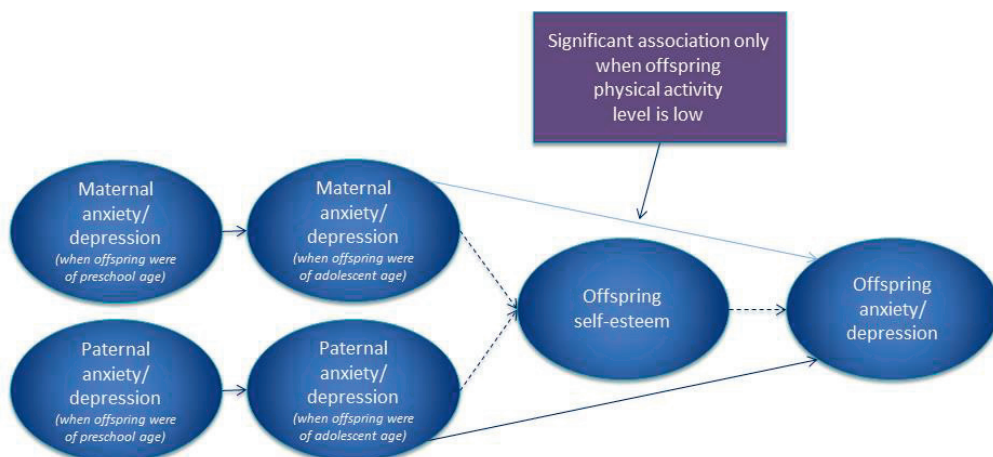 Significant association only
when offspring
physical activity
level is low
Maternal
anxiety/
depression
(when offspring were
of preschool age)
Maternal
anxiety/
depression
(when offspring were
of adolescent age)
Offspring
self-esteem
Offspring
anxiety/
depression
Paternal
anxiety/
depression
(when offspring were
of preschool age)
Paternal
anxiety/
depression
(when offspring were
of adolescent age)